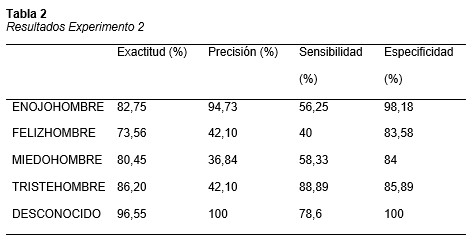 Tabla 2
Resultados Experimento 2
Exactitud (%) Precisión (%) Sensibilidad (%) Especificidad (%)
ENOJOHOMBRE 82,75 94,73 56,25 98,18
FELIZHOMBRE 73,56 42,10 40 83,58
MIEDOHOMBRE 80,45 36,84 58,33 84
TRISTEHOMBRE 86,20 42,10 88,89 85,89
DESCONOCIDO 96,55 100 78,6 100